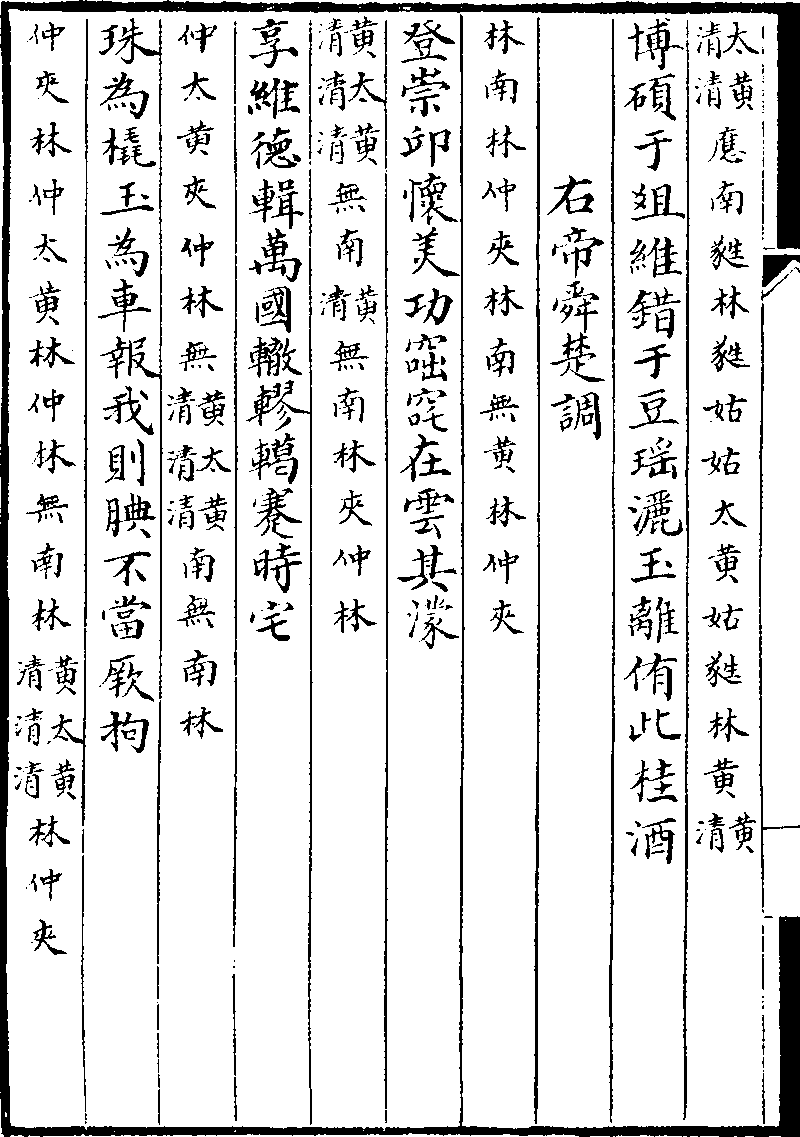 太清黄清應南甤林甤姑姑太黄姑甤林黄黄清
博碩于俎維錯于豆瑶灑玉離侑此桂酒
右帝舜楚調
林南林仲夾林南無黄林仲夾
登崇卭懷美功窋在雲其濛
黄清太清黄清無南黄清無南林夾仲林
享維德輯萬國轍轇轕蹇時宅
仲太黄夾仲林無黄清太清黄清南無南林
珠為橇玉為車報我則腆不當厥拘
仲夾林仲太黄林仲林無南林黄清太清黄清林仲夾